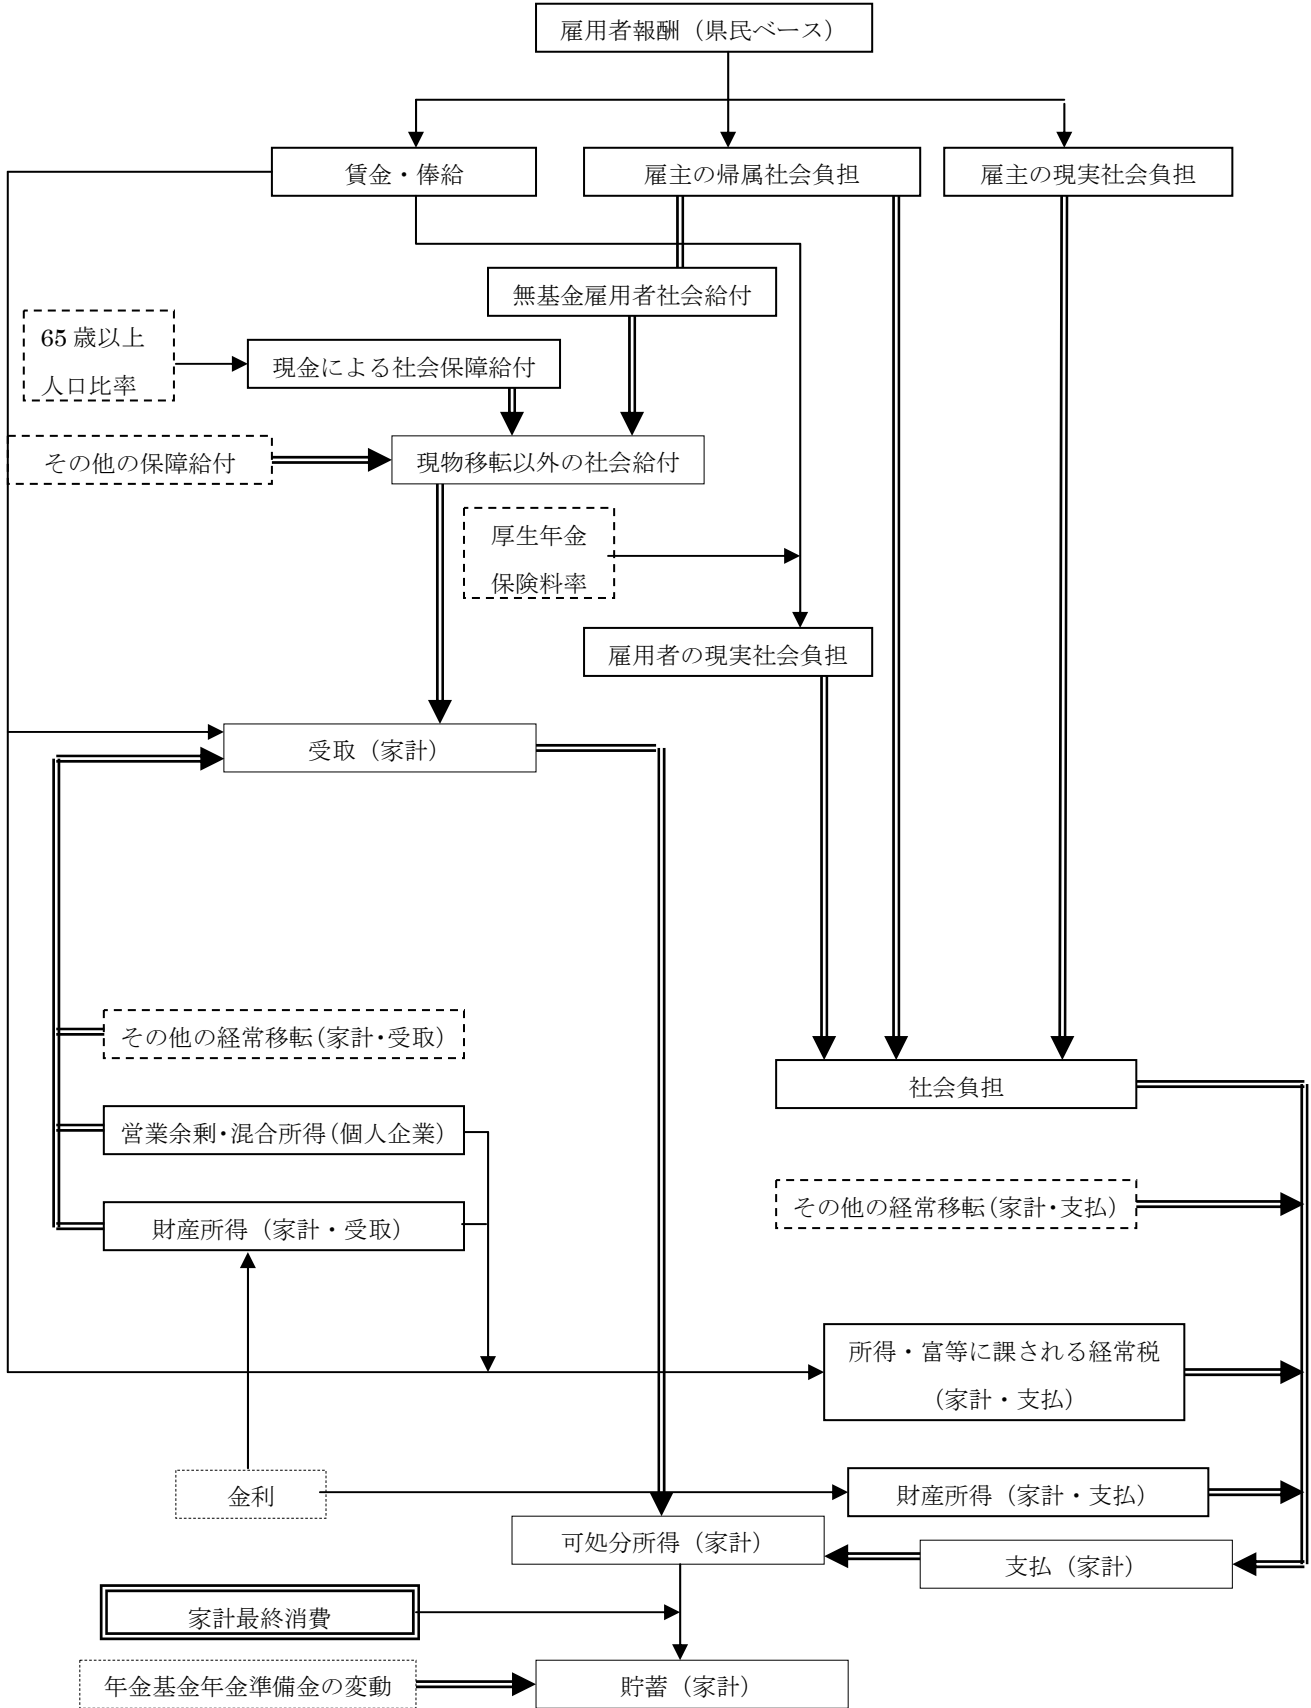 雇用者報酬（県民ベース）
賃金・俸給
雇主の帰属社会負担
雇主の現実社会負担
無基金雇用者社会給付
65 歳以上
人口比率
現金による社会保障給付
その他の保障給付
現物移転以外の社会給付
厚生年金
保険料率
雇用者の現実社会負担
受取（家計）
その他の経常移転（家計・受取）
社会負担
営業余剰・混合所得（個人企業）
その他の経常移転（家計・支払）
財産所得（家計・受取）
所得・富等に課される経常税
（家計・支払）
金利
財産所得（家計・支払）
可処分所得（家計）
支払（家計）
家計最終消費
年金基金年金準備金の変動
貯蓄（家計）